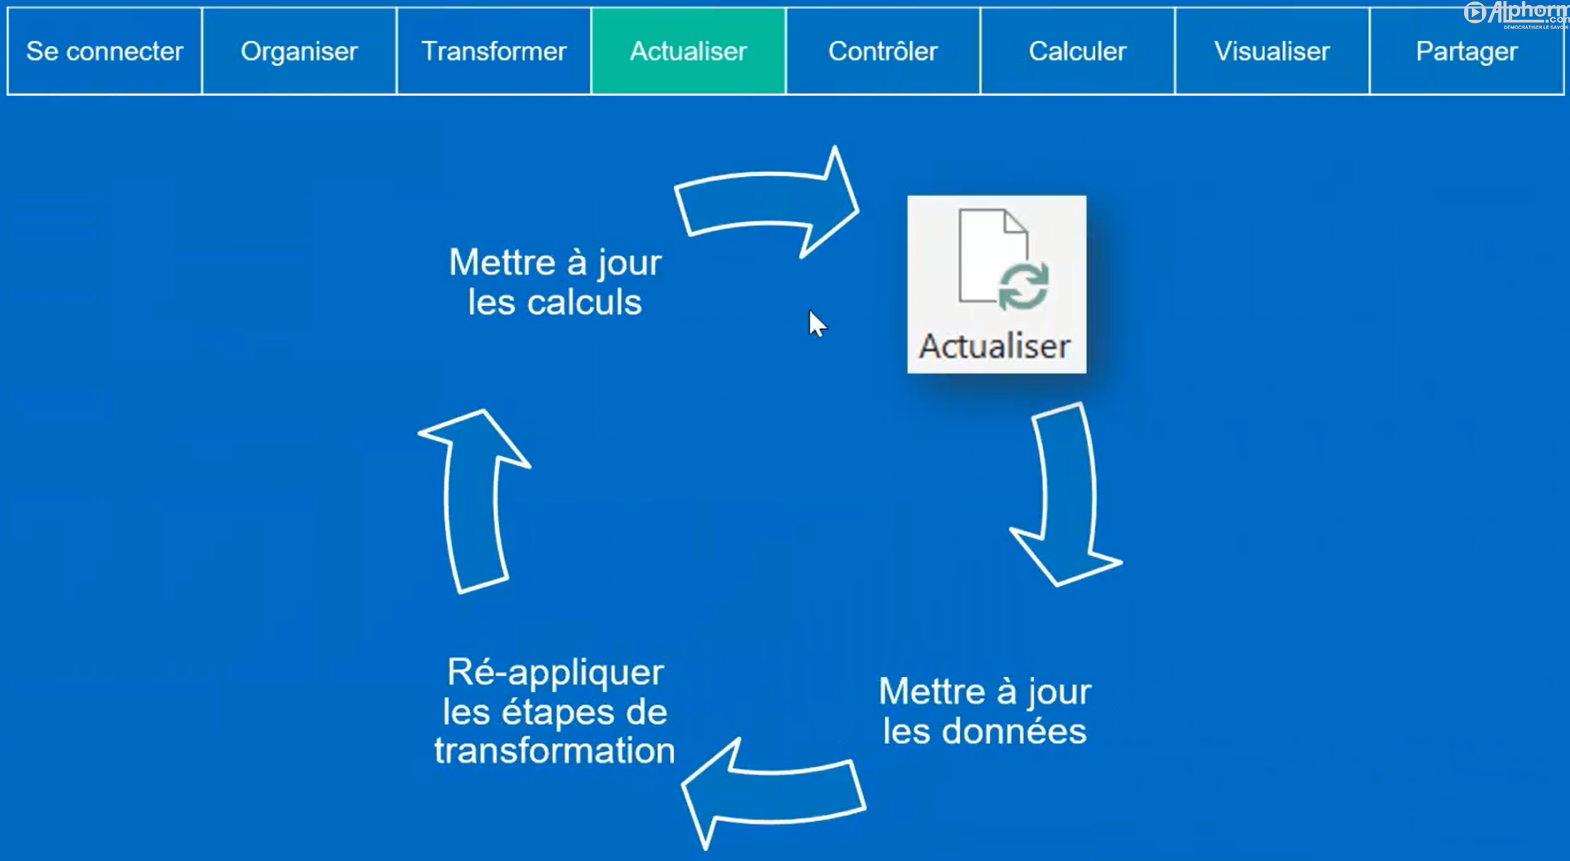 Alphorm
.com
DÉMOCRATISER LE SAVOIR
Se connecter
Organiser
Transformer
Actualiser
Contrôler
Calculer
Visualiser
Partager
Mettre à jour
les calculs
Actualiser
Ré-appliquer
les étapes de
transformation
Mettre à jour
les données